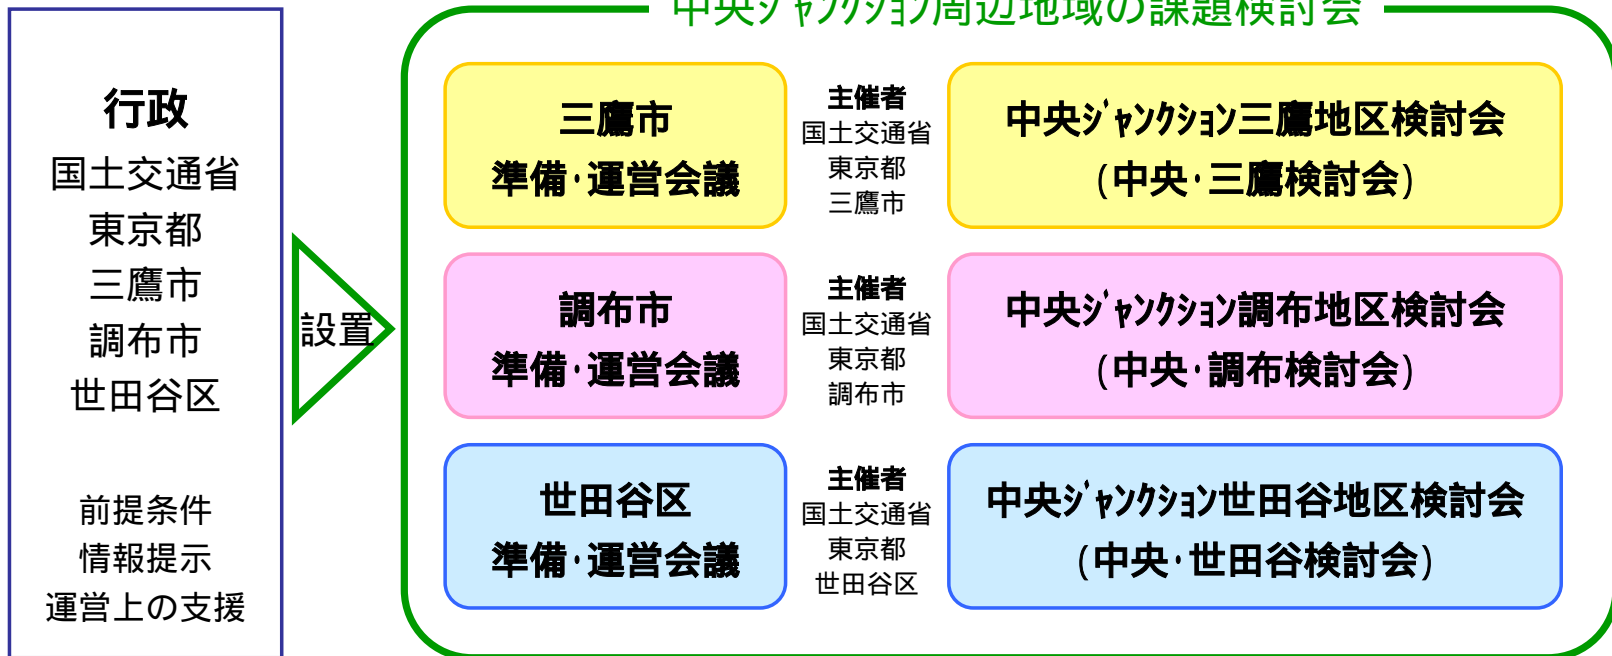 行政
国土交通省
東京都
三鷹市
調布市
世田谷区
前提条件
情報提示
運営上の支援
設置
中央ｼﾞｬﾝｸｼｮﾝ周辺地域の課題検討会
三鷹市
準備・運営会議
主催者
国土交通省
東京都
三鷹市
中央ｼﾞｬﾝｸｼｮﾝ三鷹地区検討会
(中央・三鷹検討会)
調布市
準備・運営会議
主催者
国土交通省
東京都
調布市
中央ｼﾞｬﾝｸｼｮﾝ調布地区検討会
(中央・調布検討会)
世田谷区
準備・運営会議
主催者
国土交通省
東京都
世田谷区
中央ｼﾞｬﾝｸｼｮﾝ世田谷地区検討会
(中央・世田谷検討会)